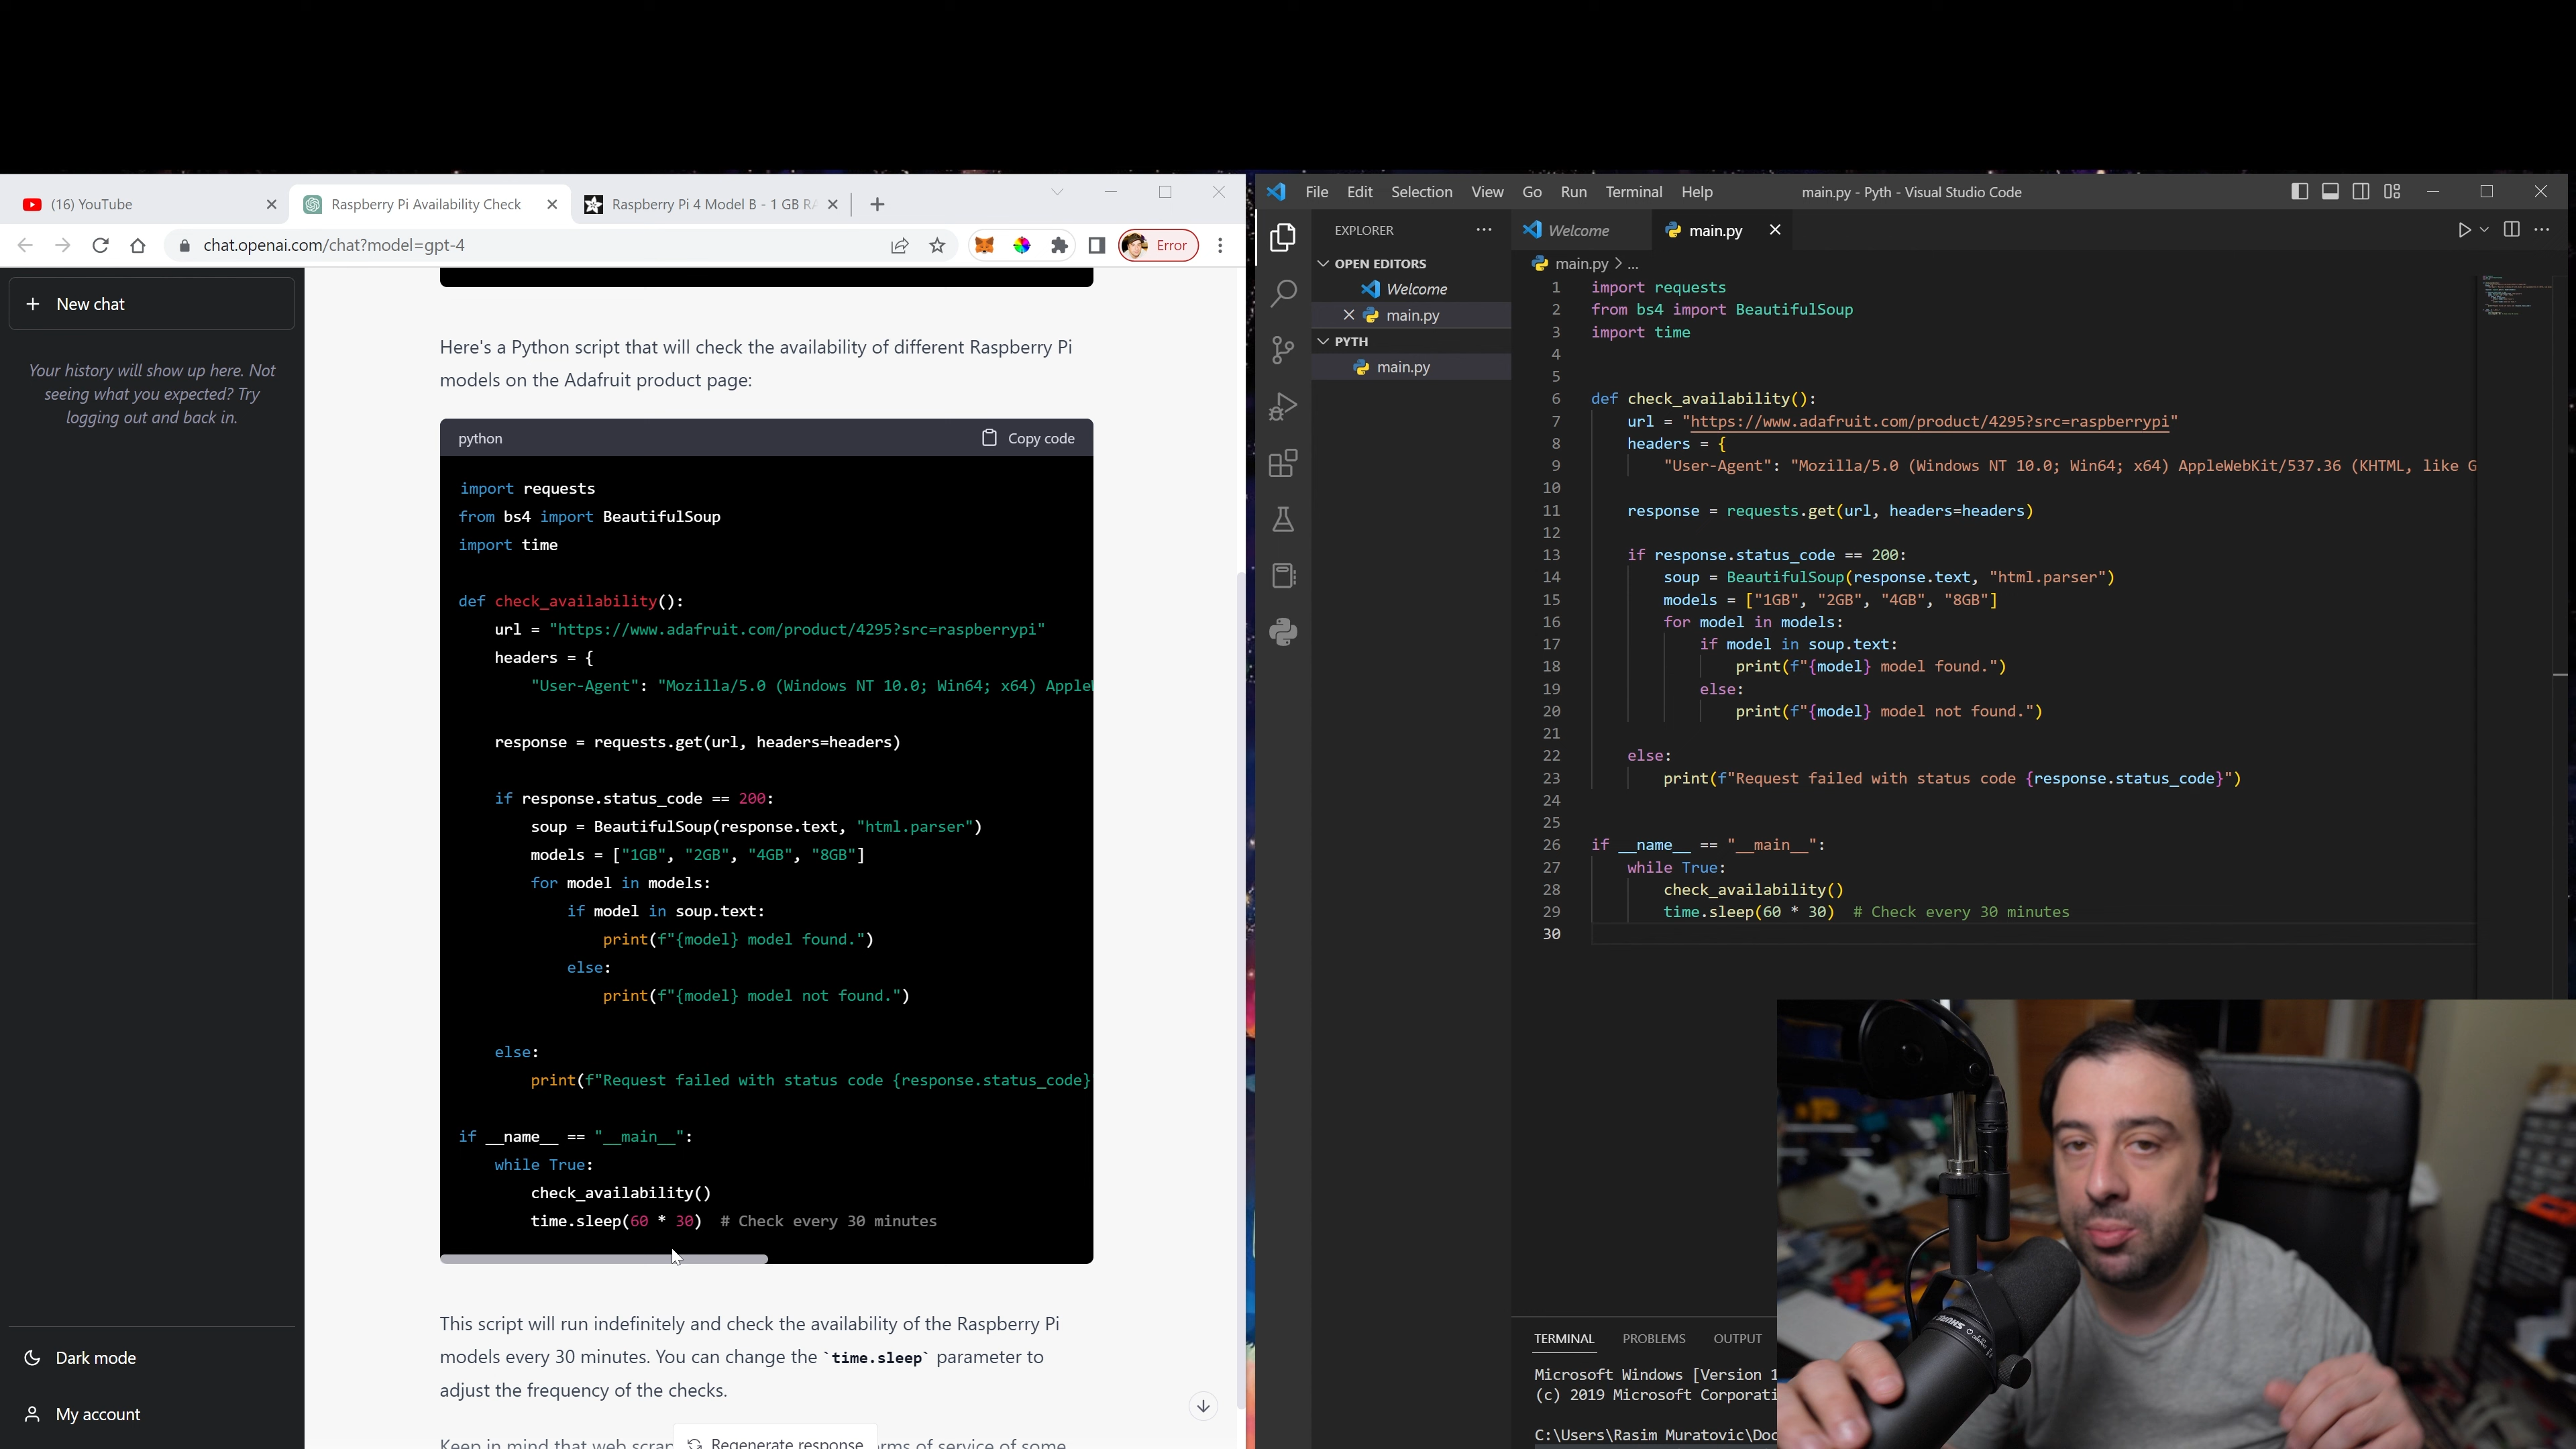 (16) YouTube
Raspberry Pi Availability Check
Raspberry Pi 4 Model B - 1 GB RA
chat.openai.com/chat?model=gpt-4
Error
New chat
Your history will show up here. Not
seeing what you expected? Try
logging out and back in.
Dark mode
My account
Here's a Python script that will check the availability of different Raspberry Pi
models on the Adafruit product page:
python
Copy code
import requests
from bs4 import BeautifulSoup
import time
def check_availability():
url = "https://www.adafruit.com/product/4295?src=raspberrypi"
headers = {
"User-Agent": "Mozilla/5.0 (Windows NT 10.0; Win64; x64) Apple
response = requests.get(url, headers=headers)
if response.status_code == 200:
soup = BeautifulSoup(response.text, "html.parser")
models = ["1GB", "2GB", "4GB", "8GB"]
for model in models:
if model in soup.text:
print(f"{model} model found.")
else:
print(f"{model} model not found.")
else:
print(f"Request failed with status code {response.status_code}
if __name__ == "__main__":
while True:
check_availability()
time.sleep(60 * 30)  # Check every 30 minutes
This script will run indefinitely and check the availability of the Raspberry Pi
models every 30 minutes. You can change the `time.sleep` parameter to
adjust the frequency of the checks.
Keep in mind that web scrap
Regenerate response
rms of service of some
File Edit Selection View Go Run Terminal Help
main.py - Pyth - Visual Studio Code
EXPLORER
OPEN EDITORS
Welcome
main.py
PYTH
main.py
Welcome
main.py
main.py > ...
1 import requests
2 from bs4 import BeautifulSoup
3 import time
4
5
6 def check_availability():
7 url = "https://www.adafruit.com/product/4295?src=raspberrypi"
8 headers = {
9 "User-Agent": "Mozilla/5.0 (Windows NT 10.0; Win64; x64) AppleWebKit/537.36 (KHTML, like G
10
11 response = requests.get(url, headers=headers)
12
13 if response.status_code == 200:
14 soup = BeautifulSoup(response.text, "html.parser")
15 models = ["1GB", "2GB", "4GB", "8GB"]
16 for model in models:
17 if model in soup.text:
18 print(f"{model} model found.")
19 else:
20 print(f"{model} model not found.")
21
22 else:
23 print(f"Request failed with status code {response.status_code}")
24
25
26 if __name__ == "__main__":
27 while True:
28 check_availability()
29 time.sleep(60 * 30)  # Check every 30 minutes
30
TERMINAL PROBLEMS OUTPUT
Microsoft Windows [Version 1
(c) 2019 Microsoft Corporati
C:\Users\Rasim Muratovic\Doc
SHURE